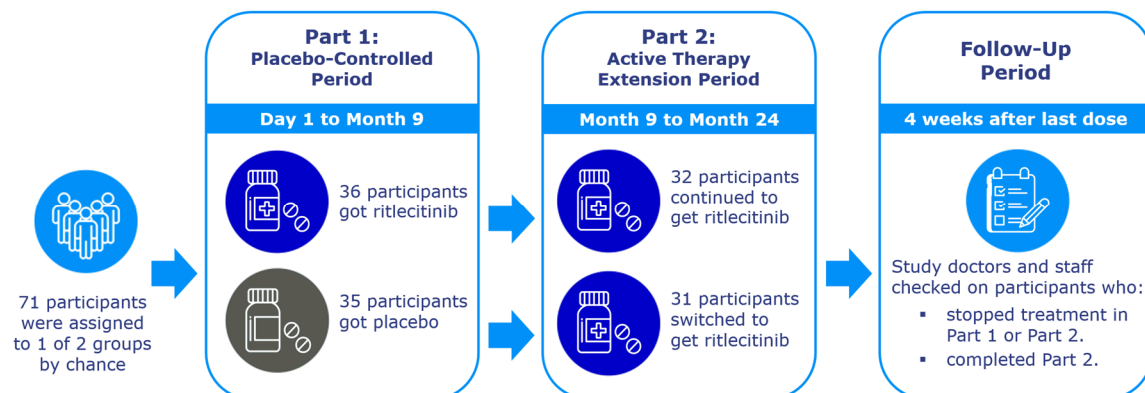 71 participants
were assigned
to 1 of 2 groups
by chance
Part 1:
Placebo-Controlled
Period
Day 1 to Month 9
36 participants
got ritlecitinib
35 participants
got placebo
Part 2:
Active Therapy
Extension Period
Month 9 to Month 24
32 participants
continued to
get ritlecitinib
31 participants
switched to
get ritlecitinib
Follow-Up
Period
4 weeks after last dose
Study doctors and staff
checked on participants who:
▪ stopped treatment in
Part 1 or Part 2.
▪ completed Part 2.